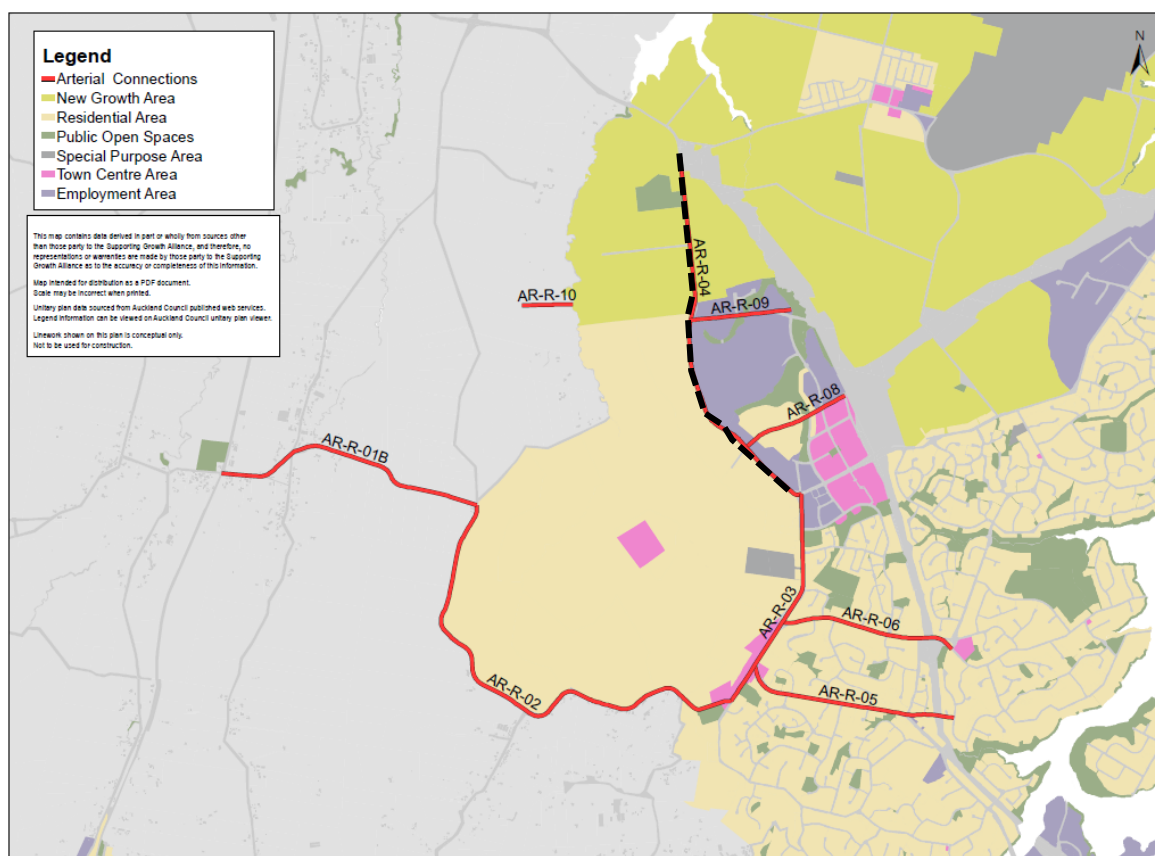 Legend
Arterial Connections
New Growth Area
Residential Area
Public Open Spaces
Special Purpose Area
Town Centre Area
Employment Area
This map contains data derived in part or wholly from sources other
than those party to the Supporting Growth Alliance, and therefore, no
representations or warranties are made by those party to the Supporting
Growth Alliance as to the accuracy or completeness of this information.
Map intended for distribution as a PDF document.
Scale may be incorrect when printed.
Unitary plan data sourced from Auckland Council published web services.
Legend information can be viewed on Auckland Council unitary plan viewer.
Linework shown on this plan is conceptual only.
Not to be used for construction.
N
AR-R-04
AR-R-10
AR-R-09
AR-R-08
AR-R-01B
AR-R-03
AR-R-06
AR-R-02
AR-R-05